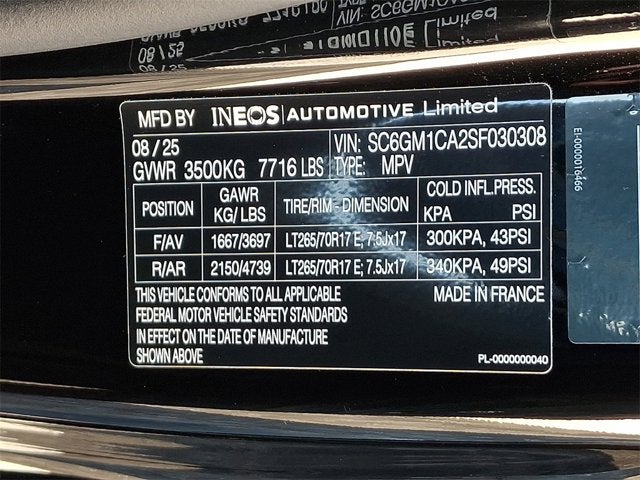 MFD BY INEOS | AUTOMOTIVE Limited
08/25 VIN: SC6GM1CA2SF030308
GVWR 3500KG 7716 LBS TYPE: MPV
POSITION GAWR KG/LBS TIRE/RIM - DIMENSION COLD INFL.PRESS. KPA PSI
F/AV 1667/3697 LT265/70R17 E; 7.5Jx17 300KPA, 43PSI
R/AR 2150/4739 LT265/70R17 E; 7.5Jx17 340KPA, 49PSI
THIS VEHICLE CONFORMS TO ALL APPLICABLE MADE IN FRANCE
FEDERAL MOTOR VEHICLE SAFETY STANDARDS
IN EFFECT ON THE DATE OF MANUFACTURE
SHOWN ABOVE PL-0000000040
EI-0000016466